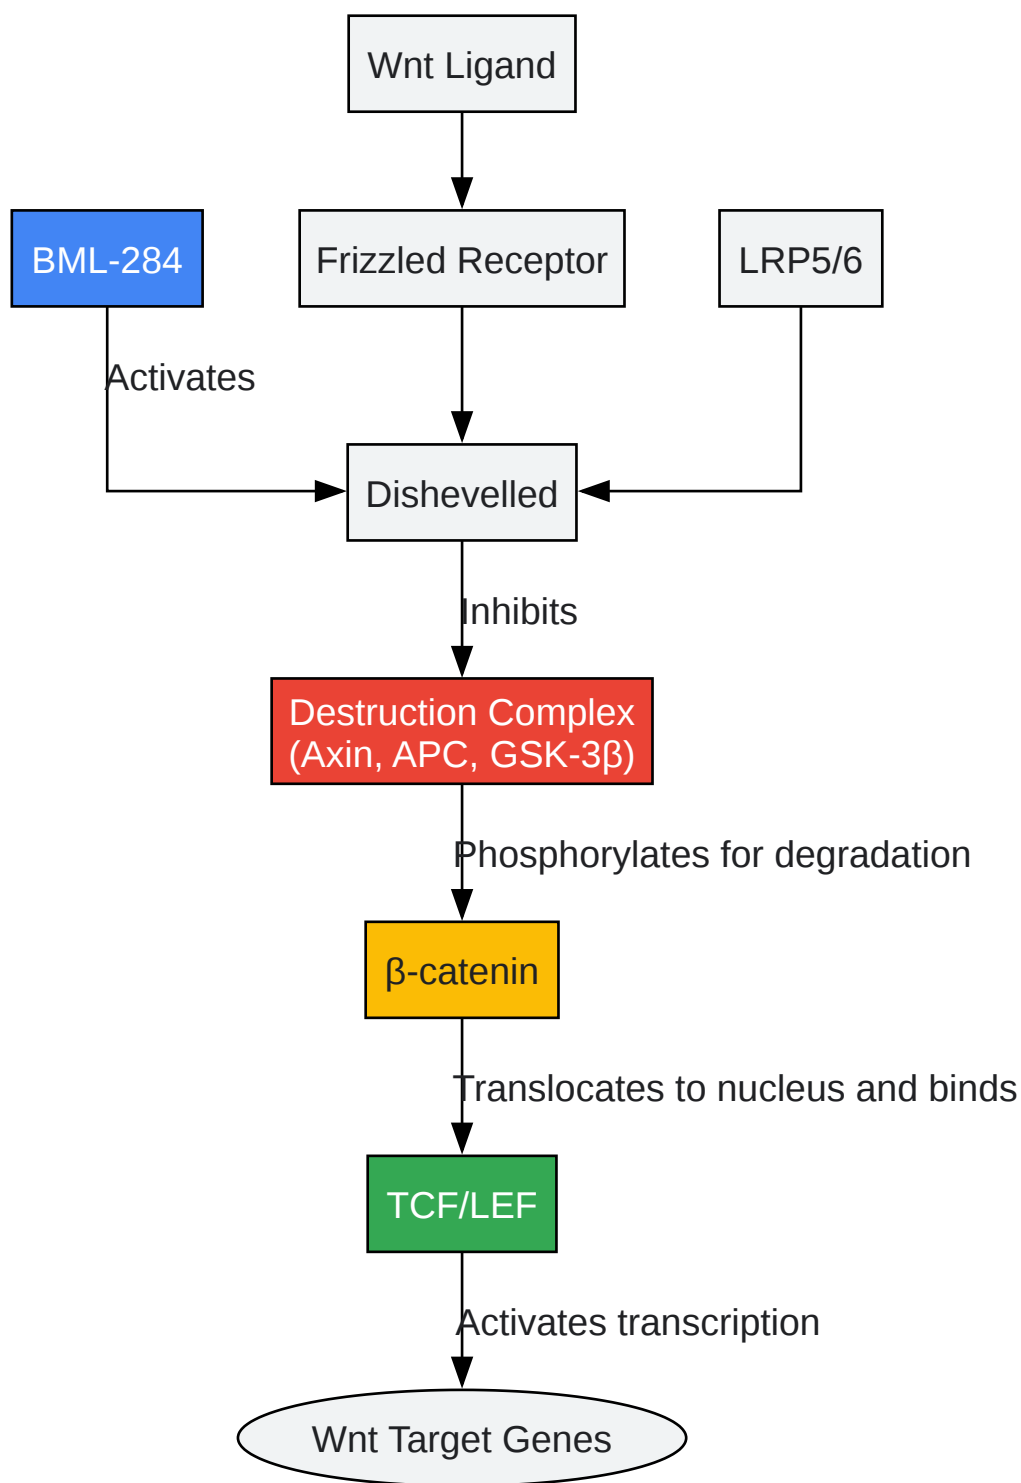 Wnt Ligand
BML-284
Frizzled Receptor
LRP5/6
Activates
Dishevelled
Inhibits
Destruction Complex
(Axin, APC, GSK-3β)
Phosphorylates for degradation
β-catenin
Translocates to nucleus and binds
TCF/LEF
Activates transcription
Wnt Target Genes